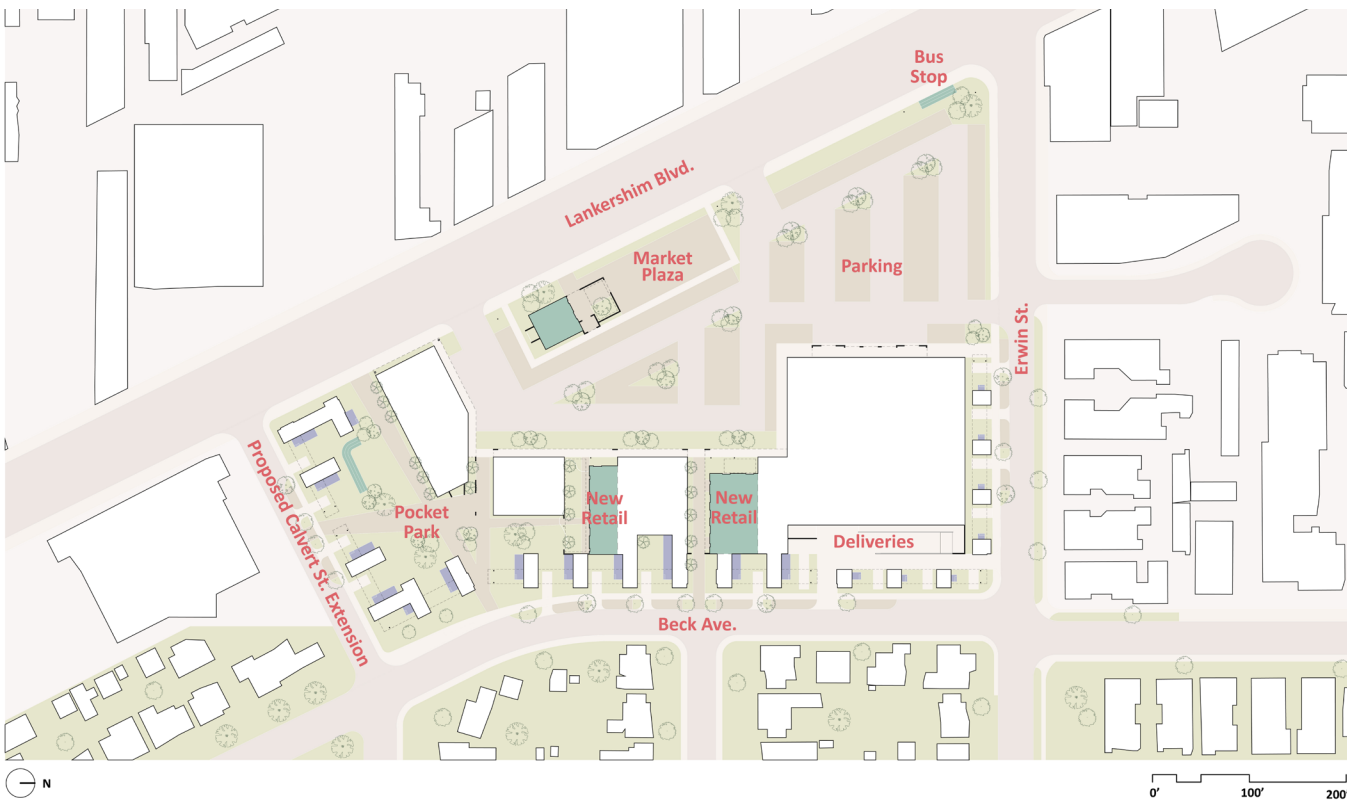 Bus
Stop
Lankershim Blvd.
Market
Plaza
Parking
Erwin St.
Proposed Calvert St. Extension
Pocket
Park
New
Retail
New
Retail
Deliveries
Beck Ave.
N
0’
100’
200’